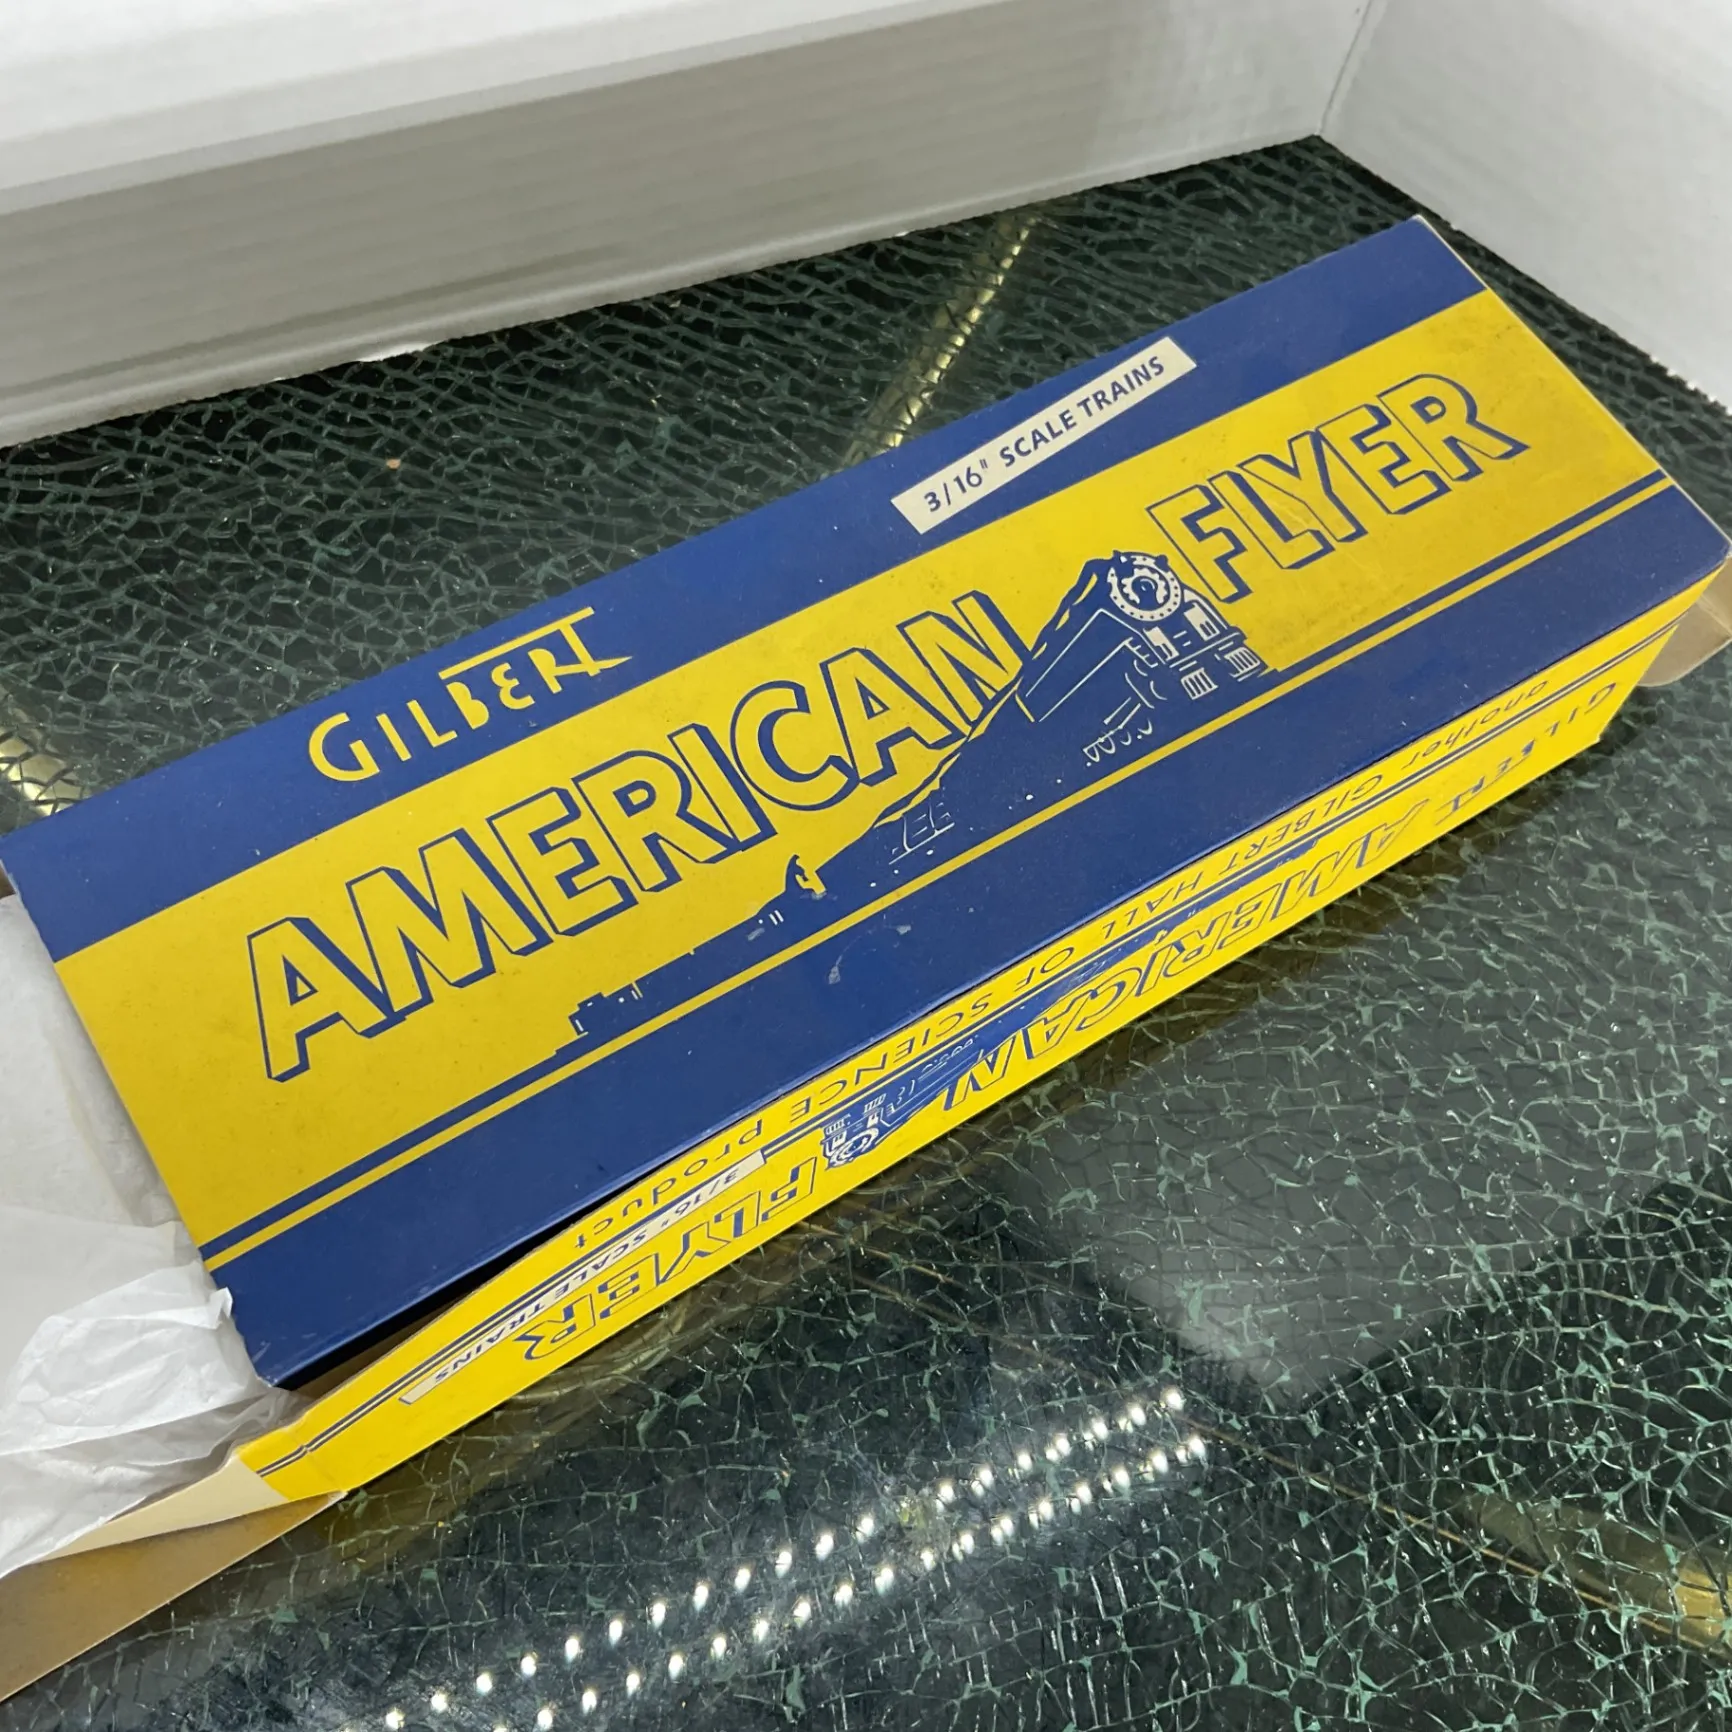 GILBERT
3/16" SCALE TRAINS
AMERICAN FLYER
another GILBERT HALL OF SCIENCE product
3/16" SCALE TRAINS
AMERICAN FLYER